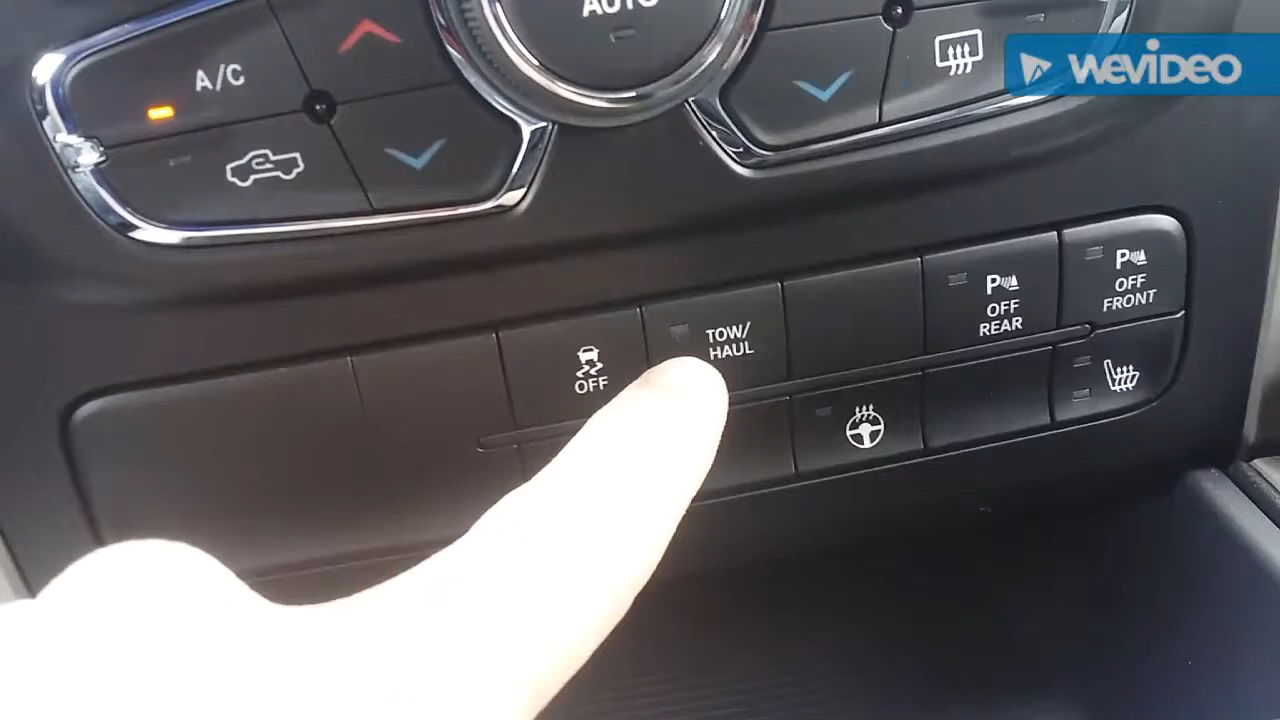 AUTO
A/C
WEVIDEO
TOW/
HAUL
OFF
P
OFF
REAR
P
OFF
FRONT